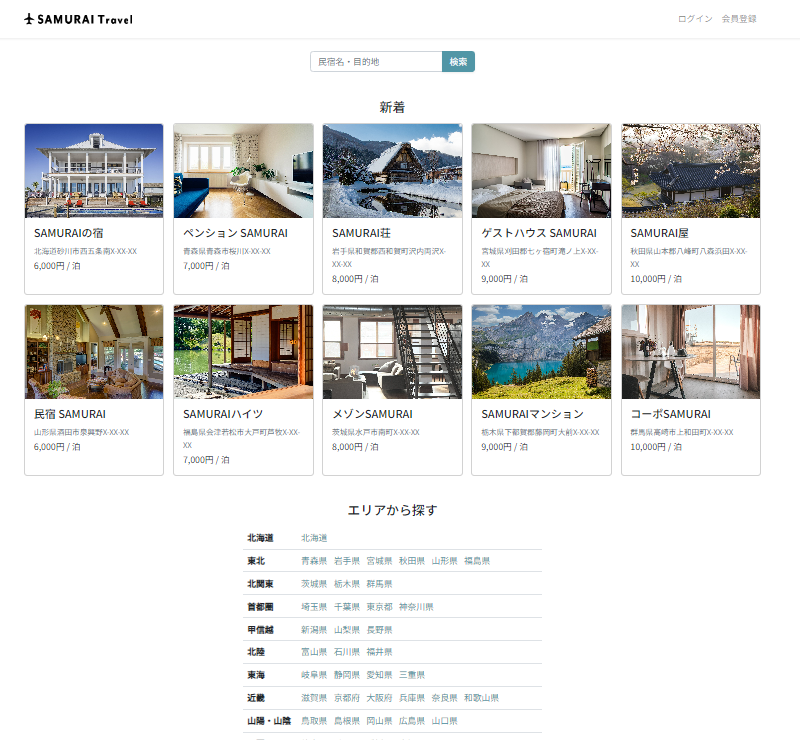 SAMURAI Travel
ログイン 会員登録
民宿名・目的地 検索
新着
SAMURAIの宿
北海道砂川市西五条南X-XX-XX
6,000円 / 泊
ペンション SAMURAI
青森県青森市桜川X-XX-XX
7,000円 / 泊
SAMURAI荘
岩手県和賀郡西和賀町沢内両沢X-
XX-XX
8,000円 / 泊
ゲストハウス SAMURAI
宮城県刈田郡七ヶ宿町滝ノ上X-XX-
XX
9,000円 / 泊
SAMURAI屋
秋田県山本郡八峰町八森浜田X-XX-
XX
10,000円 / 泊
民宿 SAMURAI
山形県酒田市泉興野X-XX-XX
6,000円 / 泊
SAMURAIハイツ
福島県会津若松市大戸町芦牧X-XX-
XX
7,000円 / 泊
メゾンSAMURAI
茨城県水戸市南町X-XX-XX
8,000円 / 泊
SAMURAIマンション
栃木県下都賀郡藤岡町大前X-XX-XX
9,000円 / 泊
コーポSAMURAI
群馬県高崎市上和田町X-XX-XX
10,000円 / 泊
エリアから探す
北海道 北海道
東北 青森県 岩手県 宮城県 秋田県 山形県 福島県
北関東 茨城県 栃木県 群馬県
首都圏 埼玉県 千葉県 東京都 神奈川県
甲信越 新潟県 山梨県 長野県
北陸 富山県 石川県 福井県
東海 岐阜県 静岡県 愛知県 三重県
近畿 滋賀県 京都府 大阪府 兵庫県 奈良県 和歌山県
山陽・山陰 鳥取県 島根県 岡山県 広島県 山口県